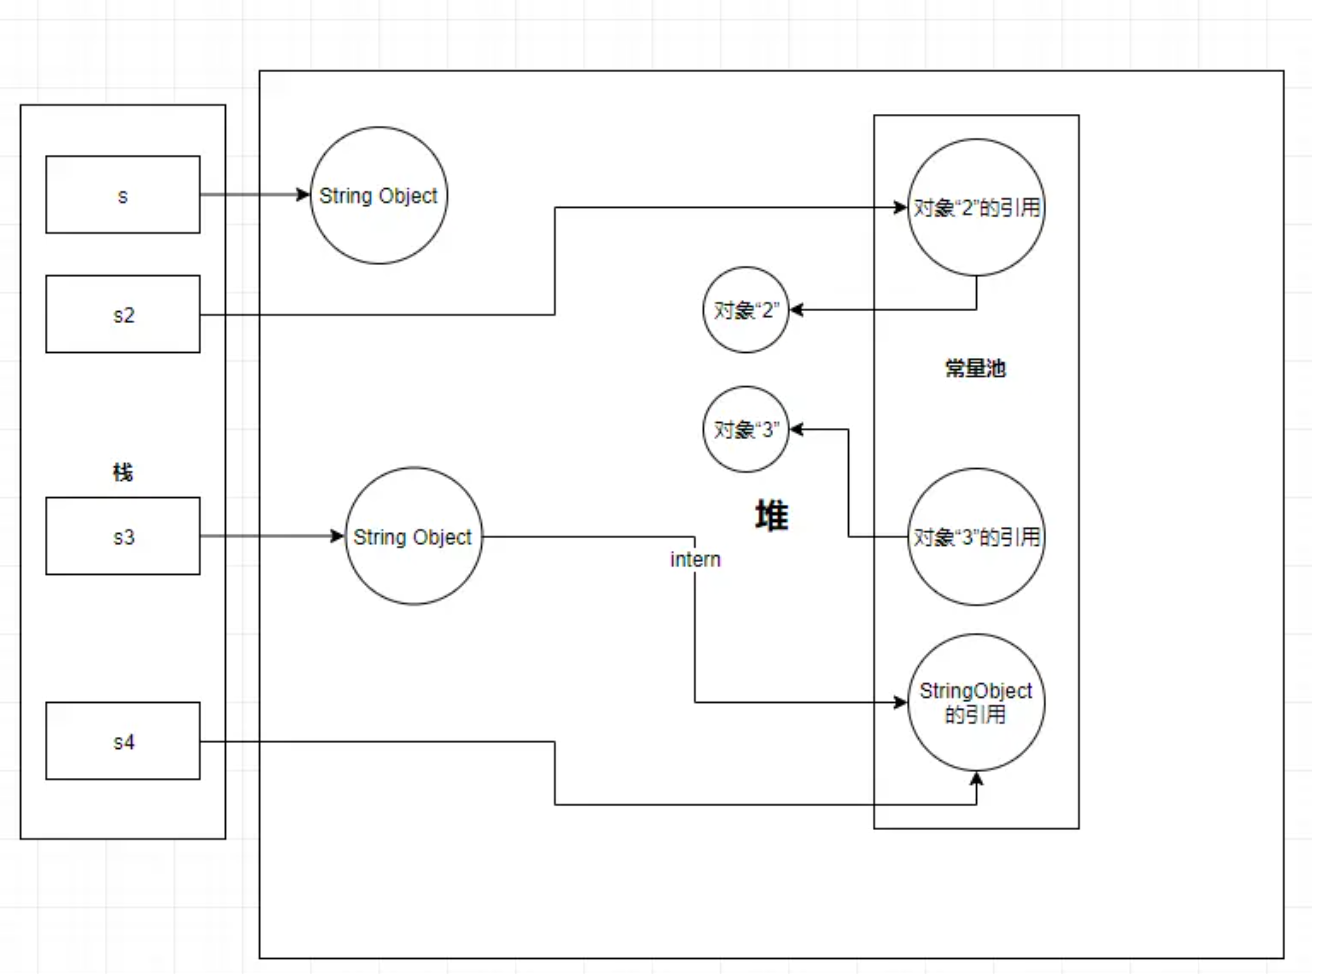 s
String Object
对象“2”的引用
s2
对象“2”
常量池
对象“3”
栈
堆
s3
String Object
对象“3”的引用
intern
StringObject
的引用
s4